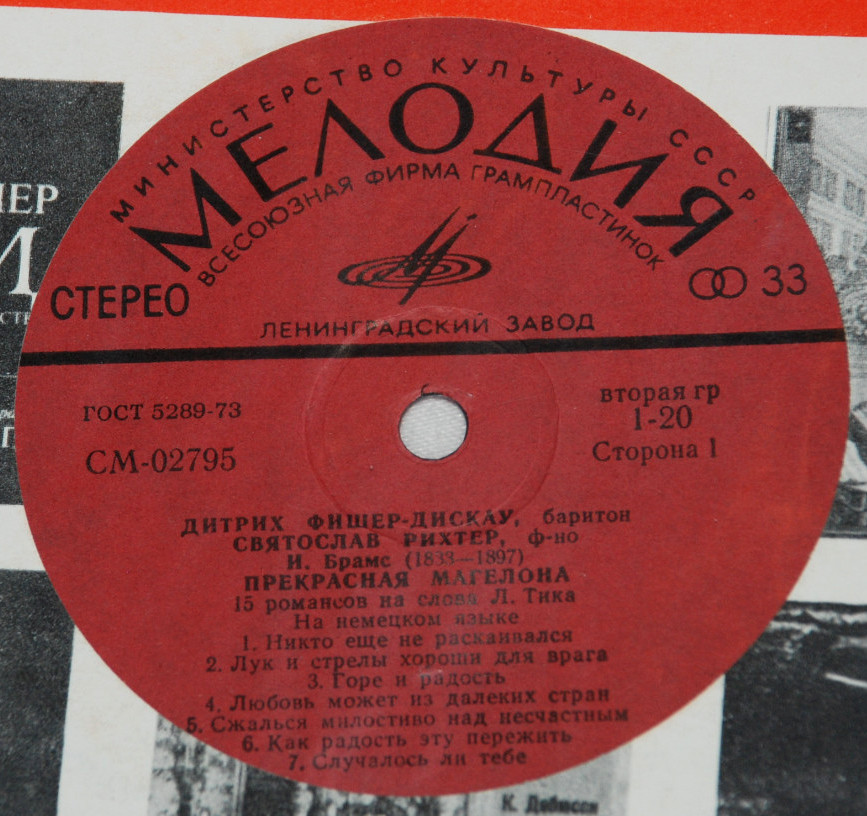 МИНИСТЕРСТВО КУЛЬТУРЫ СССР
МЕЛОДИЯ
ВСЕСОЮЗНАЯ ФИРМА ГРАМПЛАСТИНОК
СТЕРЕО
33
ЛЕНИНГРАДСКИЙ ЗАВОД
ГОСТ 5289-73
СМ-02795
вторая гр
1-20
Сторона 1
ДИТРИХ ФИШЕР-ДИСКАУ, баритон
СВЯТОСЛАВ РИХТЕР, ф-но
И. Брамс (1833—1897)
ПРЕКРАСНАЯ МАГЕЛОНА
15 романсов на слова Л. Тика
На немецком языке
1. Никто еще не раскаивался
2. Лук и стрелы хороши для врага
3. Горе и радость
4. Любовь может из далеких стран
5. Сжалься милостиво над несчастным
6. Как радость эту пережить
7. Случалось ли тебе
К. Дебюсси